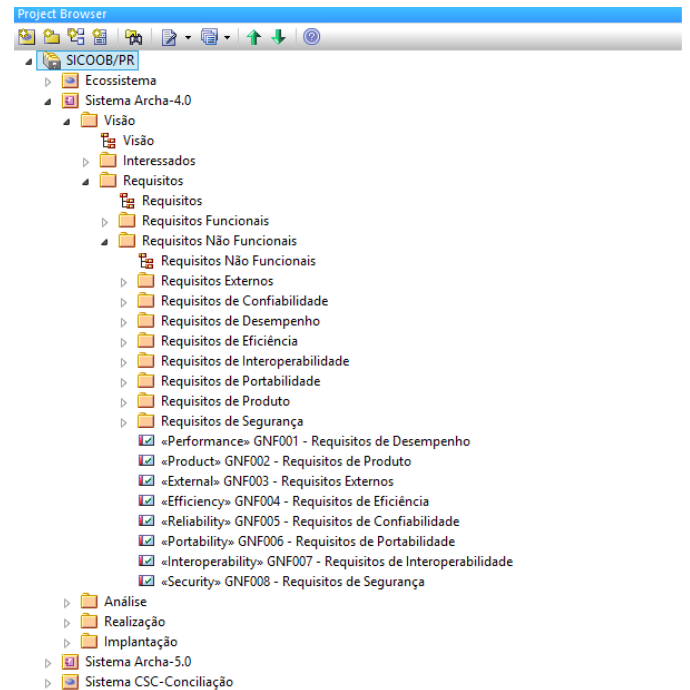 Project Browser
SICOOB/PR
Ecossistema
Sistema Archa-4.0
Visão
Visão
Interessados
Requisitos
Requisitos
Requisitos Funcionais
Requisitos Não Funcionais
Requisitos Não Funcionais
Requisitos Externos
Requisitos de Confiabilidade
Requisitos de Desempenho
Requisitos de Eficiência
Requisitos de Interoperabilidade
Requisitos de Portabilidade
Requisitos de Produto
Requisitos de Segurança
«Performance» GNF001 - Requisitos de Desempenho
«Product» GNF002 - Requisitos de Produto
«External» GNF003 - Requisitos Externos
«Efficiency» GNF004 - Requisitos de Eficiência
«Reliability» GNF005 - Requisitos de Confiabilidade
«Portability» GNF006 - Requisitos de Portabilidade
«Interoperability» GNF007 - Requisitos de Interoperabilidade
«Security» GNF008 - Requisitos de Segurança
Análise
Realização
Implantação
Sistema Archa-5.0
Sistema CSC-Conciliação